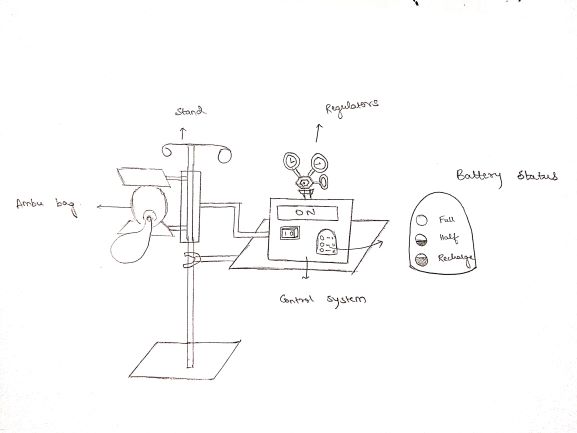 Stand
Regulators
Battery Status
Ambu bag
ON
Full
Half
Recharge
Control System